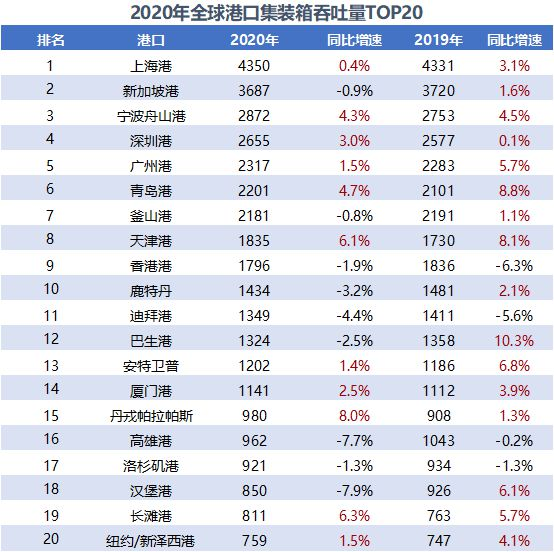 2020年全球港口集装箱吞吐量TOP20
排名 港口 2020年 同比增速 2019年 同比增速
1 上海港 4350 0.4% 4331 3.1%
2 新加坡港 3687 -0.9% 3720 1.6%
3 宁波舟山港 2872 4.3% 2753 4.5%
4 深圳港 2655 3.0% 2577 0.1%
5 广州港 2317 1.5% 2283 5.7%
6 青岛港 2201 4.7% 2101 8.8%
7 釜山港 2181 -0.8% 2191 1.1%
8 天津港 1835 6.1% 1730 8.1%
9 香港港 1796 -1.9% 1836 -6.3%
10 鹿特丹 1434 -3.2% 1481 2.1%
11 迪拜港 1349 -4.4% 1411 -5.6%
12 巴生港 1324 -2.5% 1358 10.3%
13 安特卫普 1202 1.4% 1186 6.8%
14 厦门港 1141 2.5% 1112 3.9%
15 丹戎帕拉帕斯 980 8.0% 908 1.3%
16 高雄港 962 -7.7% 1043 -0.2%
17 洛杉矶港 921 -1.3% 934 -1.3%
18 汉堡港 850 -7.9% 926 6.1%
19 长滩港 811 6.3% 763 5.7%
20 纽约/新泽西港 759 1.5% 747 4.1%